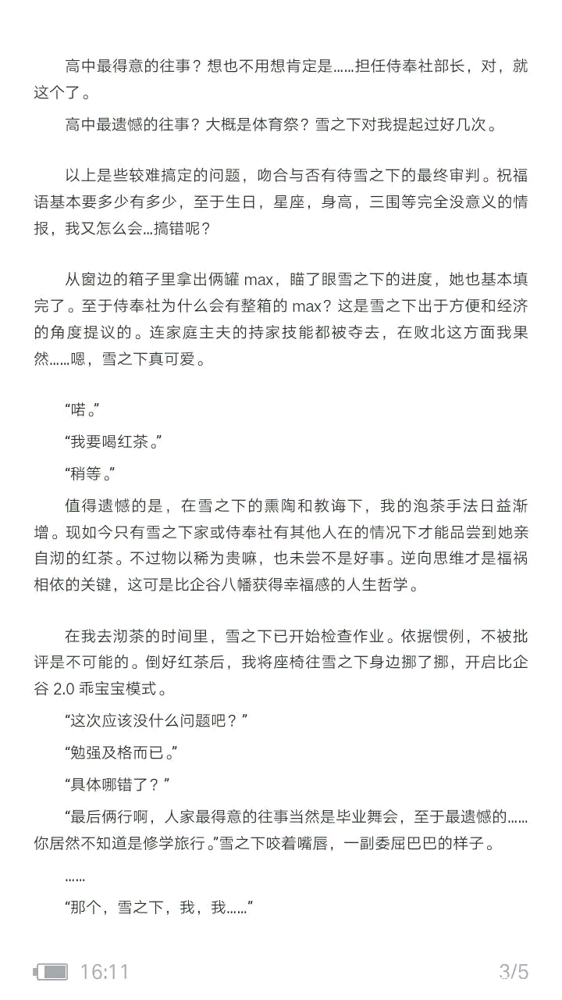 高中最得意的往事？想也不用想肯定是……担任侍奉社部长，对，就
这个了。
高中最遗憾的往事？大概是体育祭？雪之下对我提起过好几次。
以上是些较难搞定的问题，吻合与否有待雪之下的最终审判。祝福
语基本要多少有多少，至于生日，星座，身高，三围等完全没意义的情
报，我又怎么会…搞错呢？
从窗边的箱子里拿出俩罐 max，瞄了眼雪之下的进度，她也基本填
完了。至于侍奉社为什么会有整箱的 max？这是雪之下出于方便和经济
的角度提议的。连家庭主夫的持家技能都被夺去，在败北这方面我果
然……嗯，雪之下真可爱。
“喏。”
“我要喝红茶。”
“稍等。”
值得遗憾的是，在雪之下的熏陶和教诲下，我的泡茶手法日益渐
增。现如今只有雪之下家或侍奉社有其他人在的情况下才能品尝到她亲
自沏的红茶。不过物以稀为贵嘛，也未尝不是好事。逆向思维才是福祸
相依的关键，这可是比企谷八幡获得幸福感的人生哲学。
在我去沏茶的时间里，雪之下已开始检查作业。依据惯例，不被批
评是不可能的。倒好红茶后，我将座椅往雪之下身边挪了挪，开启比企
谷 2.0 乖宝宝模式。
“这次应该没什么问题吧？”
“勉强及格而已。”
“具体哪错了？”
“最后俩行啊，人家最得意的往事当然是毕业舞会，至于最遗憾的……
你居然不知道是修学旅行。”雪之下咬着嘴唇，一副委屈巴巴的样子。
……
“那个，雪之下，我，我……”
16:11
3/5